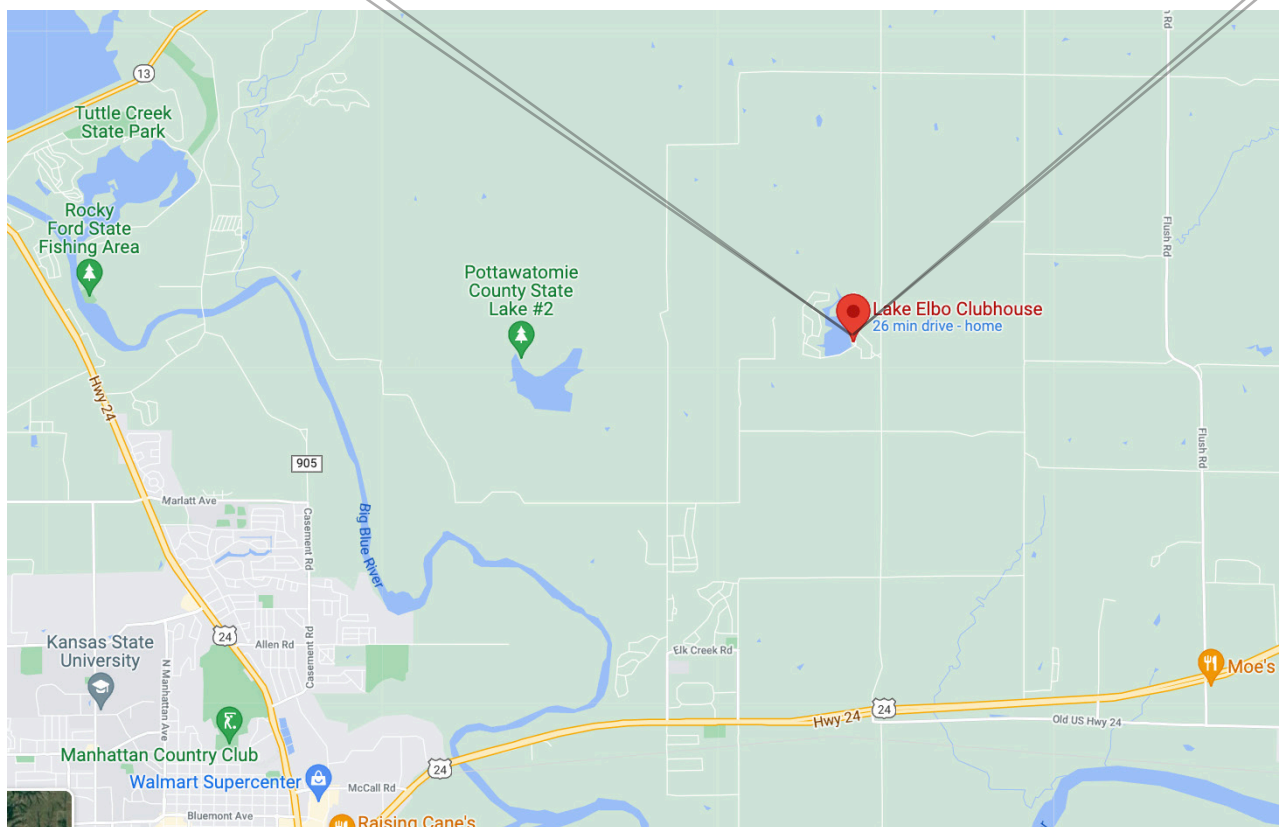 h Rd
13
Tuttle Creek
State Park
Rocky
Ford State
Fishing Area
Flush Rd
Pottawatomie
County State
Lake #2
Lake Elbo Clubhouse
26 min drive - home
Hwy 24
905
Flush Rd
Marlatt Ave
Casement Rd
Big Blue River
24
Allen Rd
Kansas State
University
N Manhattan Ave
Casement Rd
Elk Creek Rd
Moe's
Hwy 24
24
Old US Hwy 24
Manhattan Country Club
24
Walmart Supercenter
McCall Rd
Bluemont Ave
Raising Cane's